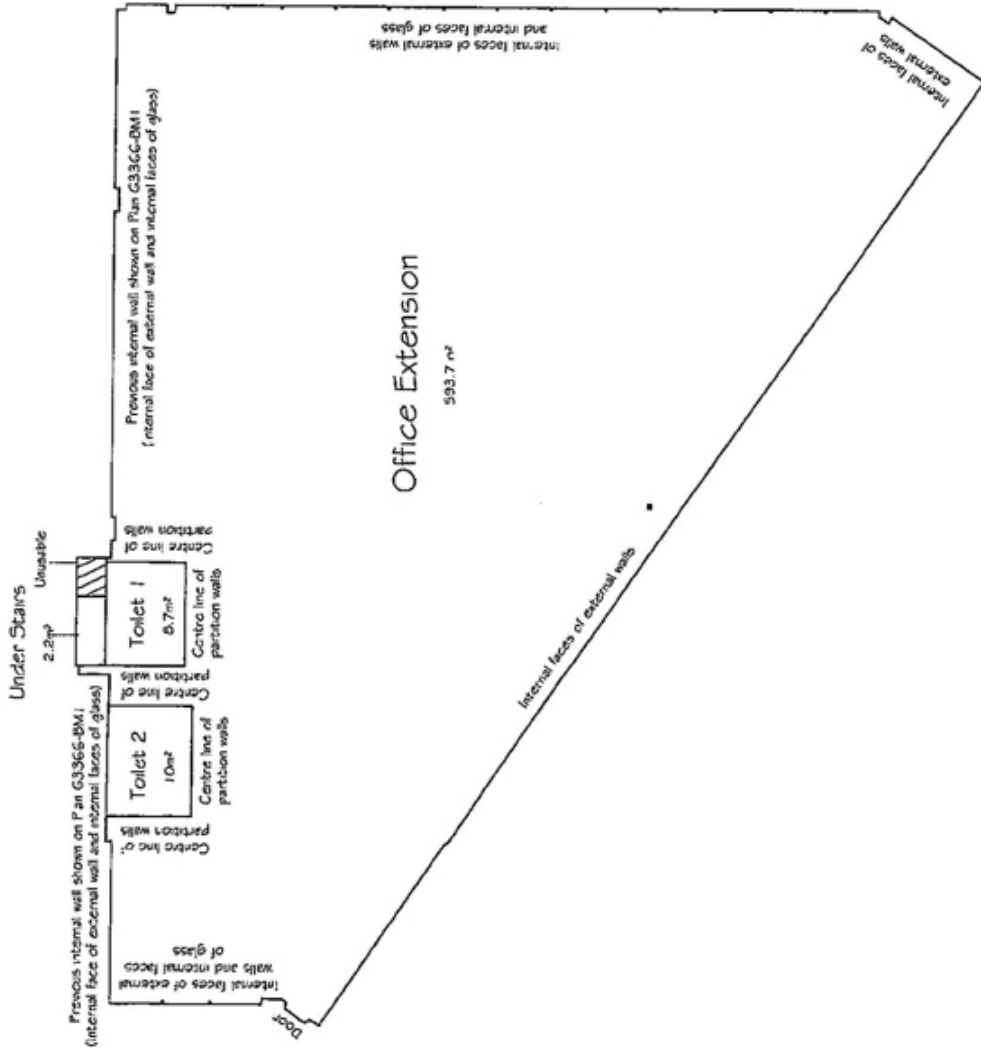 Internal faces of external walls
and internal faces of glass
Internal faces of
external walls
Previous internal wall shown on Plan G3366-BM1
(internal face of external wall and internal faces of glass)
Office Extension
593.7 m²
Under Stairs
2.2m²
Unusable
Centre line of
partition walls
Toilet 1
8.7m²
Centre line of
partition walls
Centre line of
partition walls
Toilet 2
10m²
Centre line of
partition walls
Centre line of
partition walls
Previous internal wall shown on Plan G3366-BM1
(internal face of external wall and internal faces of glass)
Internal faces of external walls
Internal faces of external
walls and internal faces
of glass
Door